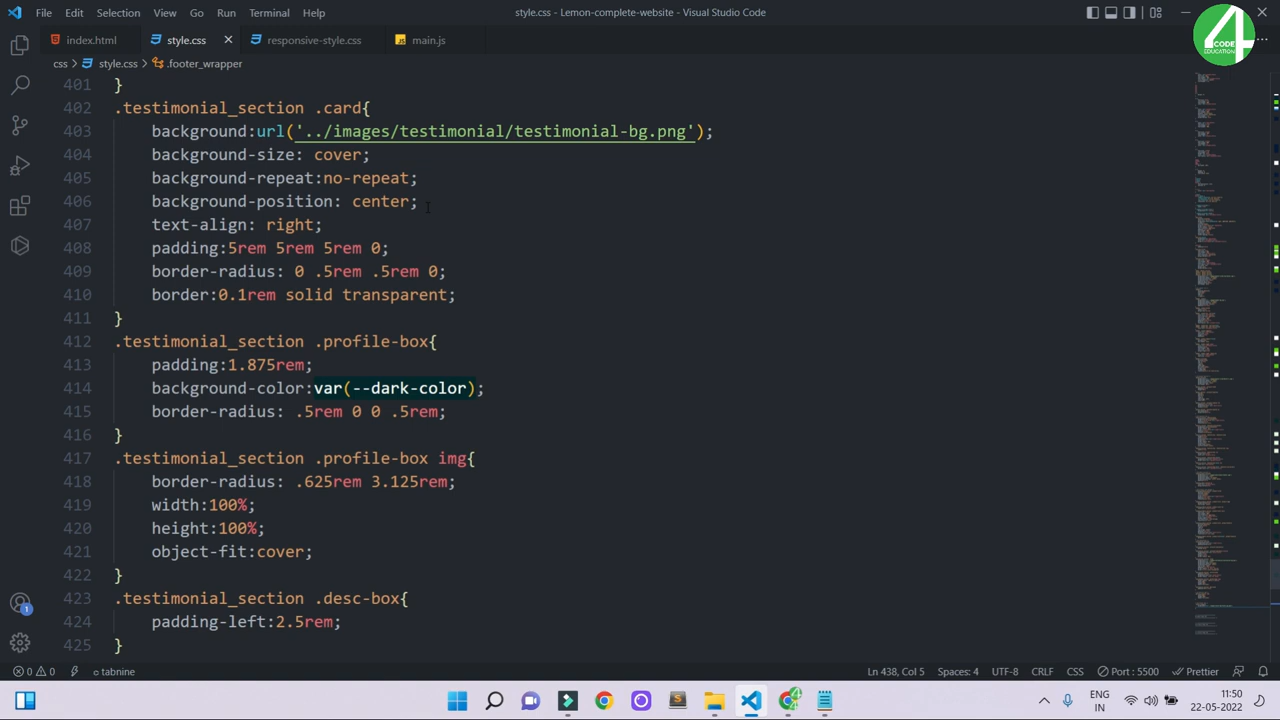 File Edit Selection View Go Run Terminal Help
style.css - Lemon-complete-website - Visual Studio Code
4 CODE EDUCATION
index.html style.css responsive-style.css main.js
css > style.css > .footer_wrapper
401 }
402 .testimonial_section .card{
403 background:url('../images/testimonial/testimonial-bg.png');
404 background-size: cover;
405 background-repeat:no-repeat;
406 background-position: center;
407 text-align: right;
408 padding:5rem 5rem 5rem 0;
409 border-radius: 0 .5rem .5rem 0;
410 border:0.1rem solid transparent;
411 }
412 .testimonial_section .profile-box{
413 padding:1.875rem;
414 background-color:var(--dark-color);
415 border-radius: .5rem 0 0 .5rem;
416 }
417 .testimonial_section .profile-box img{
418 border-radius: .625rem 3.125rem;
419 width:100%;
420 height:100%;
421 object-fit:cover;
422 }
423 .testimonial_section .desc-box{
424 padding-left:2.5rem;
425 }
1
0 0 tabnine Ln 438, Col 5 Spaces: 4 UTF-8 CRLF CSS Port : 5500 Prettier
ENG IN 11:50 22-05-2022